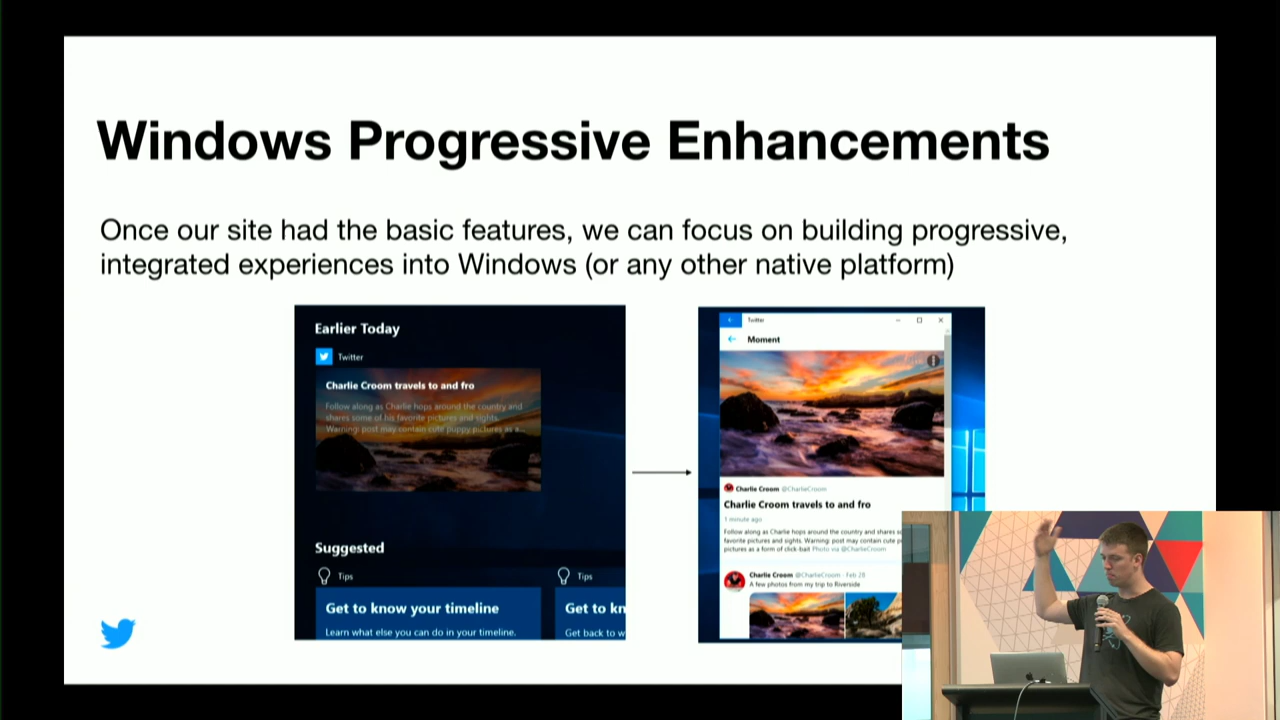 Windows Progressive Enhancements
Once our site had the basic features, we can focus on building progressive,
integrated experiences into Windows (or any other native platform)
Earlier Today
Twitter
Charlie Croom travels to and fro
Follow along as Charlie hops around the country and
shares some of his favorite pictures and sights.
Warning: post may contain cute puppy pictures as a...
Suggested
Tips
Get to know your timeline
Learn what else you can do in your timeline.
Tips
Get to kn
Get back to w
Twitter
Moment
Charlie Croom @CharlieCroom
Charlie Croom travels to and fro
1 minute ago
Follow along as Charlie hops around the country and shares s
favorite pictures and sights. Warning: post may contain cute p
pictures as a form of click-bait Photo via @CharlieCroom
Charlie Croom @CharlieCroom · Feb 28
A few photos from my trip to Riverside